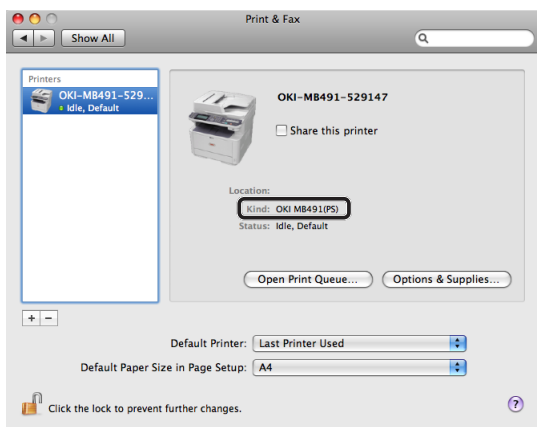 Print & Fax
Show All
Printers
OKI-MB491-529...
Idle, Default
OKI-MB491-529147
Share this printer
Location:
Kind: OKI MB491(PS)
Status: Idle, Default
Open Print Queue... Options & Supplies...
+ −
Default Printer: Last Printer Used
Default Paper Size in Page Setup: A4
Click the lock to prevent further changes. ?